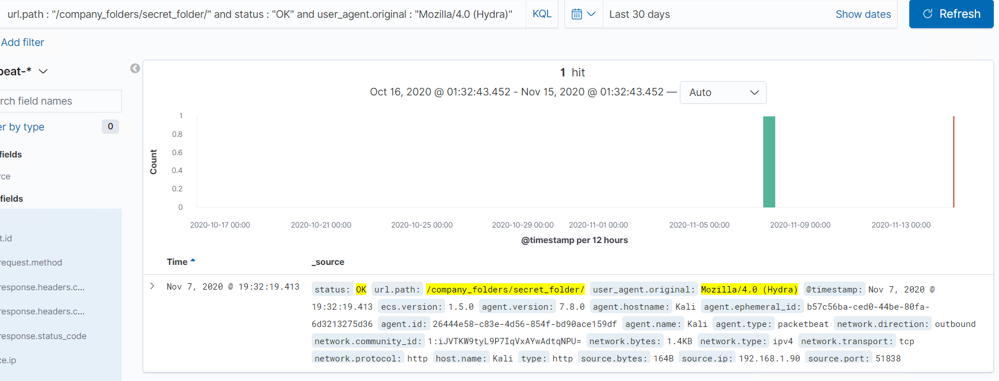 url.path : "/company_folders/secret_folder/" and status : "OK" and user_agent.original : "Mozilla/4.0 (Hydra)" KQL Last 30 days Show dates Refresh
Add filter
beat-*
1 hit
Oct 16, 2020 @ 01:32:43.452 - Nov 15, 2020 @ 01:32:43.452 — Auto
rch field names
er by type 0
fields
rce
fields
t.id
request.method
response.headers.c...
response.headers.c...
response.status_code
ce.ip
Count
1
0.8
0.6
0.4
0.2
0
2020-10-17 00:00 2020-10-21 00:00 2020-10-25 00:00 2020-10-29 00:00 2020-11-01 00:00 2020-11-05 00:00 2020-11-09 00:00 2020-11-13 00:00
@timestamp per 12 hours
Time _source
Nov 7, 2020 @ 19:32:19.413 status: OK url.path: /company_folders/secret_folder/ user_agent.original: Mozilla/4.0 (Hydra) @timestamp: Nov 7, 2020 @
19:32:19.413 ecs.version: 1.5.0 agent.version: 7.8.0 agent.hostname: Kali agent.ephemeral_id: b57c56ba-ced0-44be-80fa-
6d3213275d36 agent.id: 26444e58-c83e-4d56-854f-bd90ace159df agent.name: Kali agent.type: packetbeat network.direction: outbound
network.community_id: 1:iJVTKW9tyL9P7IqVxAYwAdtqNPU= network.bytes: 1.4KB network.type: ipv4 network.transport: tcp
network.protocol: http host.name: Kali type: http source.bytes: 164B source.ip: 192.168.1.90 source.port: 51838